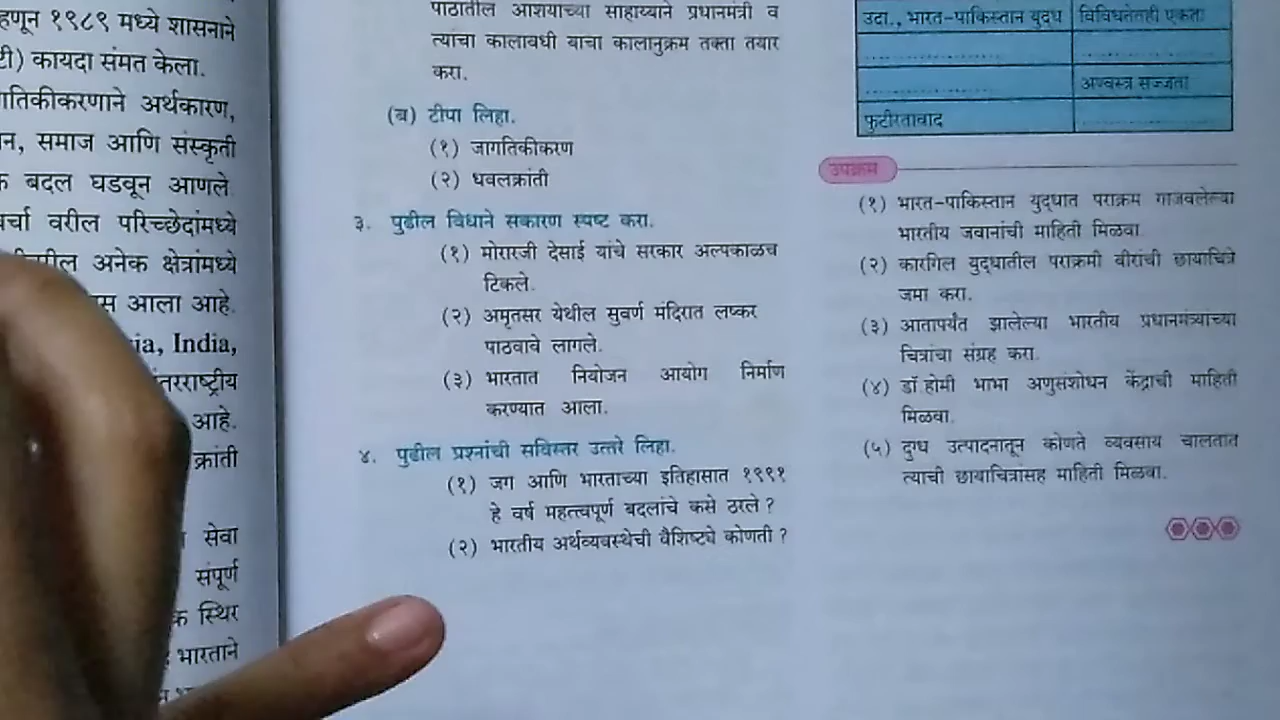 हणून १९८९ मध्ये शासनाने
टी) कायदा संमत केला.
गतिकीकरणाने अर्थकारण,
न, समाज आणि संस्कृती
क बदल घडवून आणले.
चर्चा वरील परिच्छेदांमध्ये
अनेक क्षेत्रांमध्ये
स आला आहे.
ia, India,
तरराष्ट्रीय
आहे.
क्रांती
सेवा
संपूर्ण
क स्थिर
भारताने
पाठातील आशयाच्या साहाय्याने प्रधानमंत्री व
त्यांचा कालावधी यांचा कालानुक्रम तक्ता तयार
करा.
(ब) टीपा लिहा.
(१) जागतिकीकरण
(२) धवलक्रांती
३. पुढील विधाने सकारण स्पष्ट करा.
(१) मोरारजी देसाई यांचे सरकार अल्पकाळच
टिकले.
(२) अमृतसर येथील सुवर्ण मंदिरात लष्कर
पाठवावे लागले.
(३) भारतात नियोजन आयोग निर्माण
करण्यात आला.
४. पुढील प्रश्नांची सविस्तर उत्तरे लिहा.
(१) जग आणि भारताच्या इतिहासात १९९१
हे वर्ष महत्त्वपूर्ण बदलांचे कसे ठरले ?
(२) भारतीय अर्थव्यवस्थेची वैशिष्ट्ये कोणती ?
उदा., भारत-पाकिस्तान युद्ध विविधतेतही एकता
.................... ....................
.................... अण्वस्त्र सज्जता
फुटीरतावाद ....................
उपक्रम
(१) भारत-पाकिस्तान युद्धात पराक्रम गाजवलेल्या
भारतीय जवानांची माहिती मिळवा.
(२) कारगिल युद्धातील पराक्रमी वीरांची छायाचित्रे
जमा करा.
(३) आतापर्यंत झालेल्या भारतीय प्रधानमंत्र्यांच्या
चित्रांचा संग्रह करा.
(४) डॉ.होमी भाभा अणुसंशोधन केंद्राची माहिती
मिळवा.
(५) दुग्ध उत्पादनातून कोणते व्यवसाय चालतात
त्याची छायाचित्रांसह माहिती मिळवा.